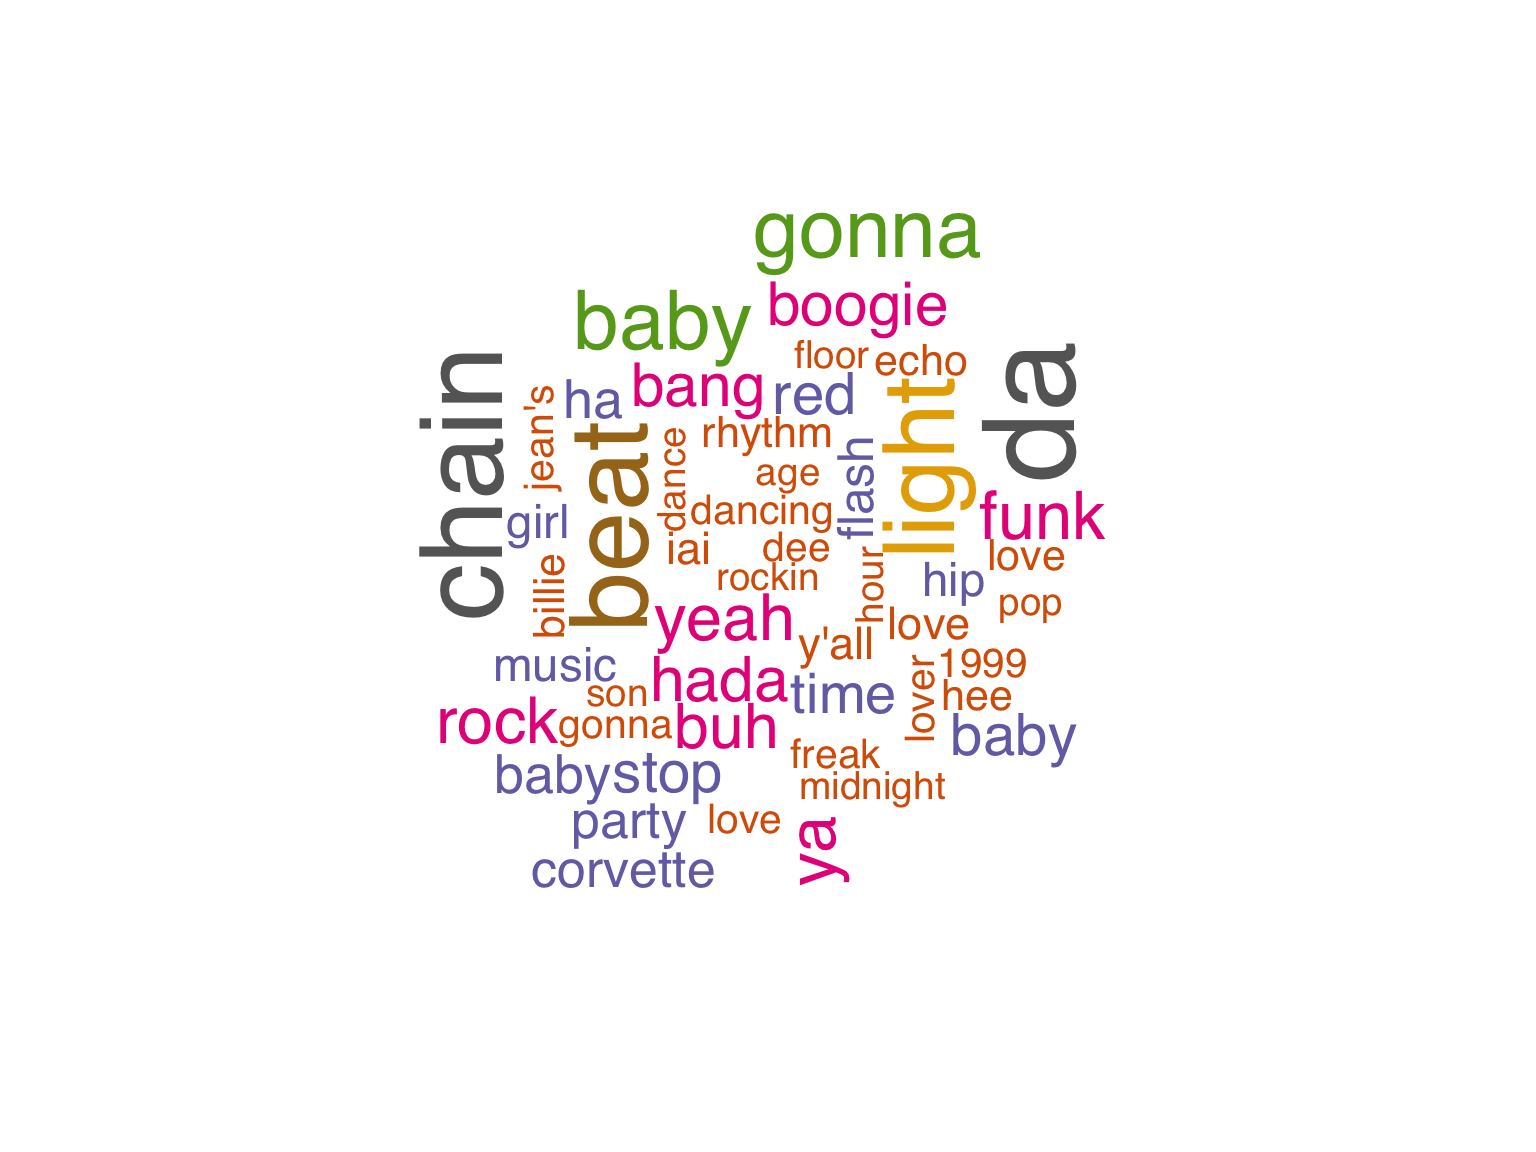 gonna
baby
boogie
floor
echo
chain
da
ha
bang
red
light
jean's
beat
rhythm
dance
age
flash
girl
dancing
funk
iai
dee
love
billie
rockin
hour
hip
pop
yeah
y'all
love
music
hada
time
lover
1999
son
hee
rock
gonna
buh
baby
baby
stop
freak
midnight
party
love
ya
corvette